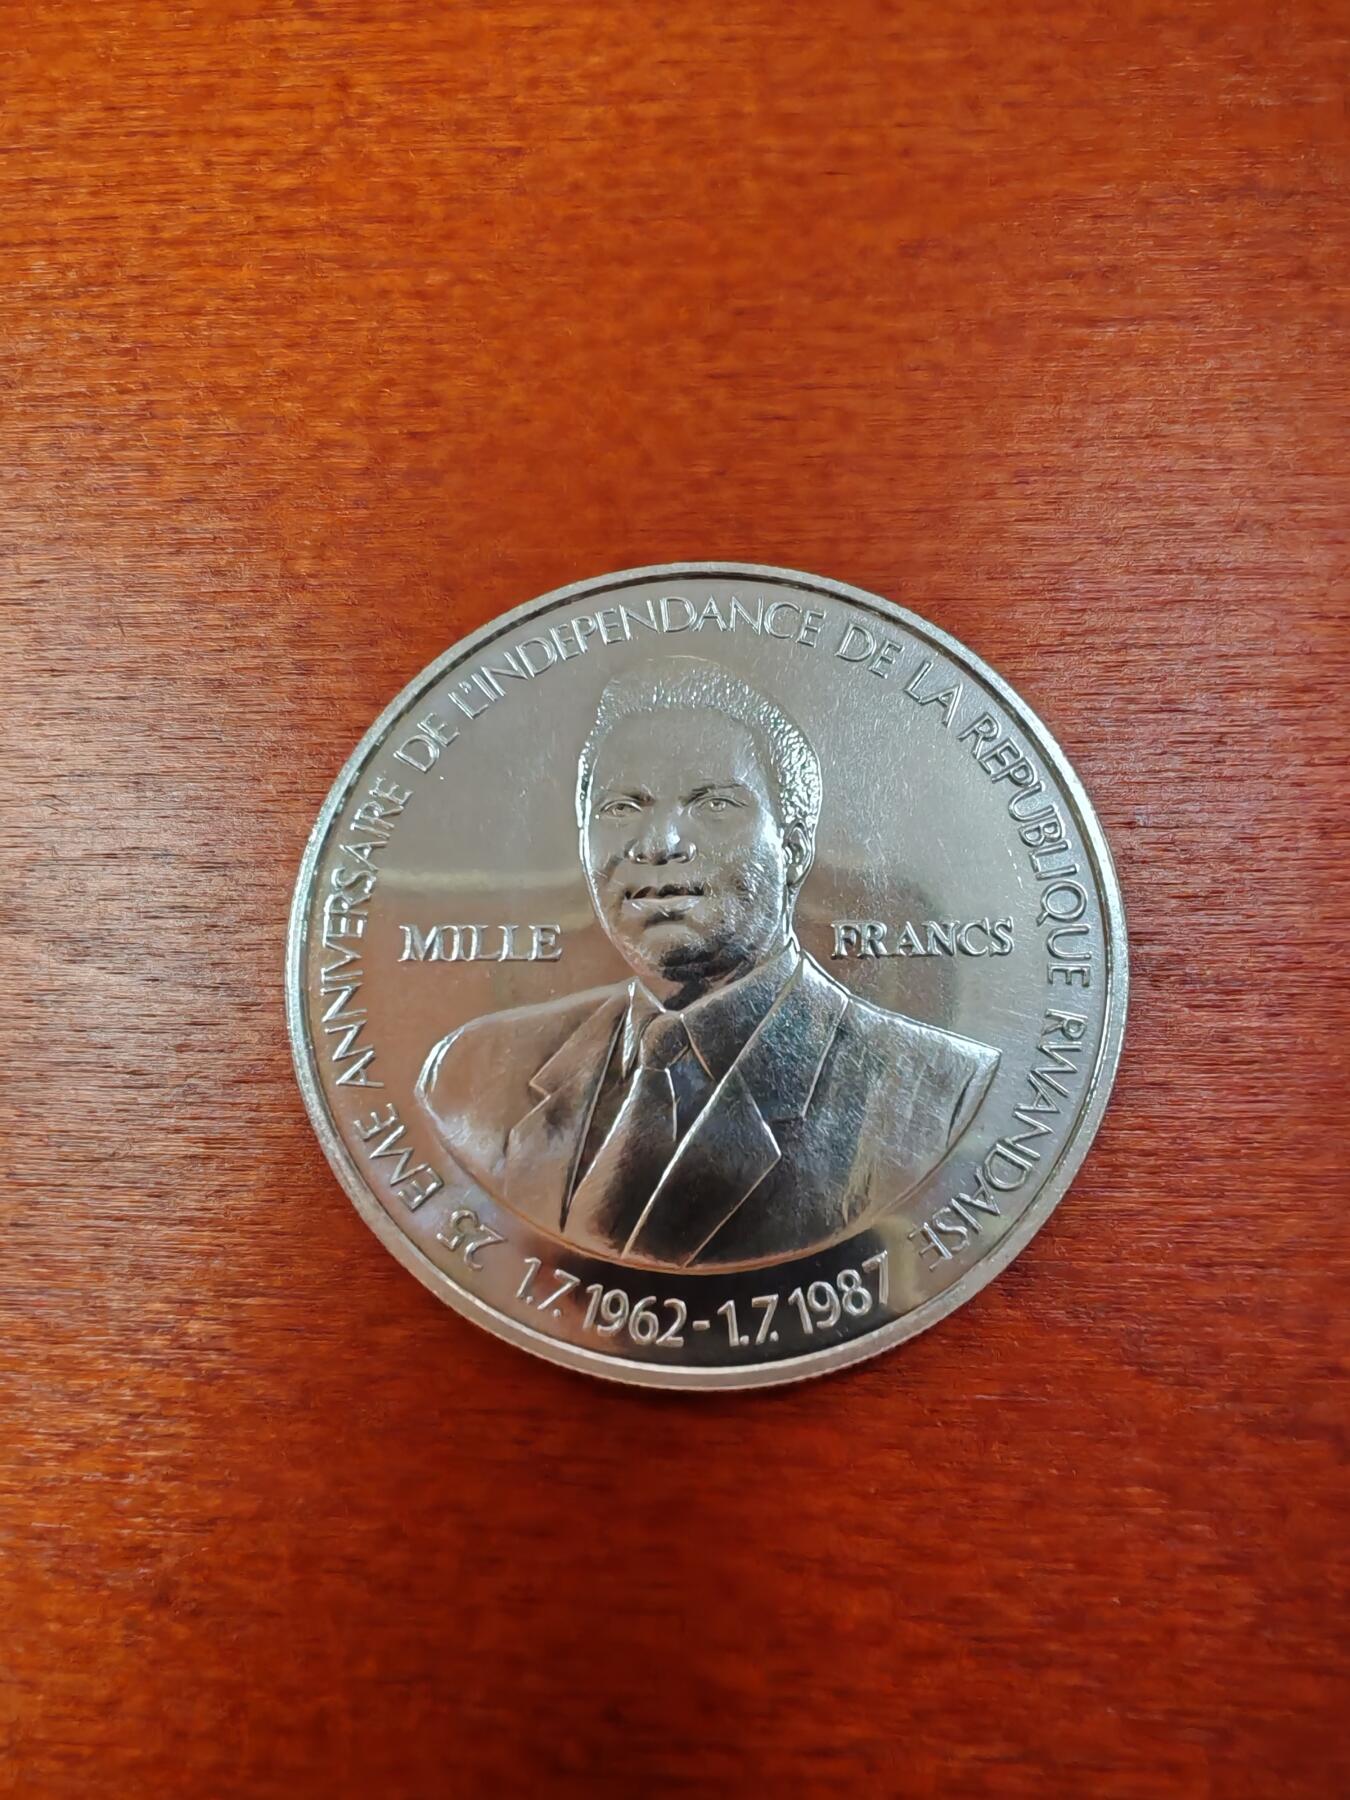 25 EME ANNIVERSAIRE DE L'INDEPENDANCE DE LA REPUBLIQUE RWANDAISE
MILLE FRANCS
1.7.1962-1.7.1987